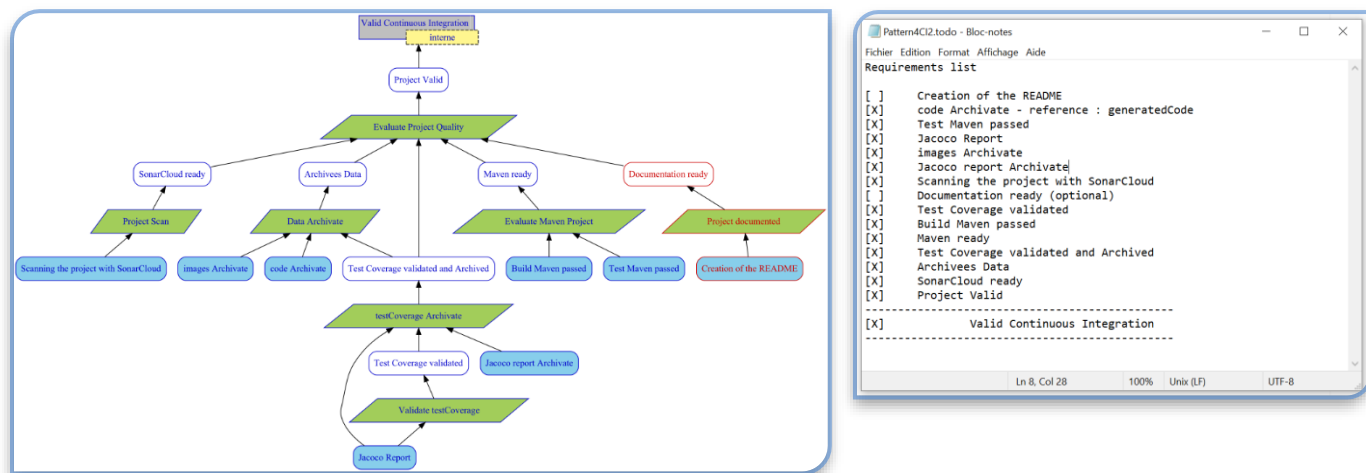 Valid Continuous Integration
interne
Project Valid
Evaluate Project Quality
SonarCloud ready
Archivees Data
Maven ready
Documentation ready
Project Scan
Data Archivate
Evaluate Maven Project
Project documented
Scanning the project with SonarCloud
images Archivate
code Archivate
Test Coverage validated and Archived
Build Maven passed
Test Maven passed
Creation of the README
testCoverage Archivate
Test Coverage validated
Jacoco report Archivate
Validate testCoverage
Jacoco Report
Pattern4CI2.todo - Bloc-notes
Fichier Edition Format Affichage Aide
Requirements list
[ ] Creation of the README
[X] code Archivate - reference : generatedCode
[X] Test Maven passed
[X] Jacoco Report
[X] images Archivate
[X] Jacoco report Archivate
[X] Scanning the project with SonarCloud
[ ] Documentation ready (optional)
[X] Test Coverage validated
[X] Build Maven passed
[X] Maven ready
[X] Test Coverage validated and Archived
[X] Archivees Data
[X] SonarCloud ready
[X] Project Valid
-----------------------------------------------
[X] Valid Continuous Integration
-----------------------------------------------
Ln 8, Col 28 100% Unix (LF) UTF-8